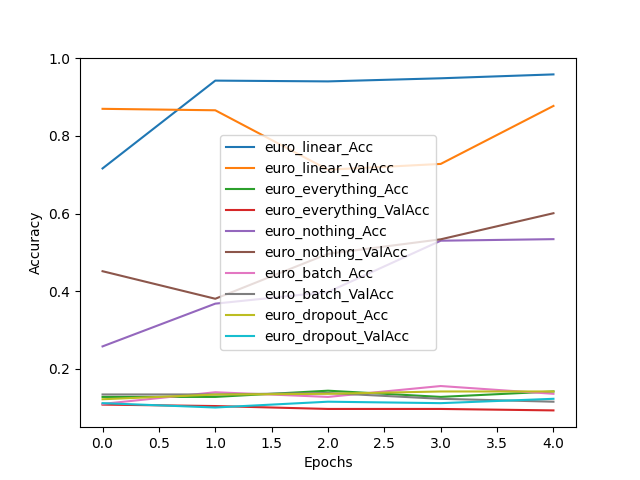 1.0
0.8
0.6
0.4
0.2
Accuracy
euro_linear_Acc
euro_linear_ValAcc
euro_everything_Acc
euro_everything_ValAcc
euro_nothing_Acc
euro_nothing_ValAcc
euro_batch_Acc
euro_batch_ValAcc
euro_dropout_Acc
euro_dropout_ValAcc
0.0 0.5 1.0 1.5 2.0 2.5 3.0 3.5 4.0
Epochs